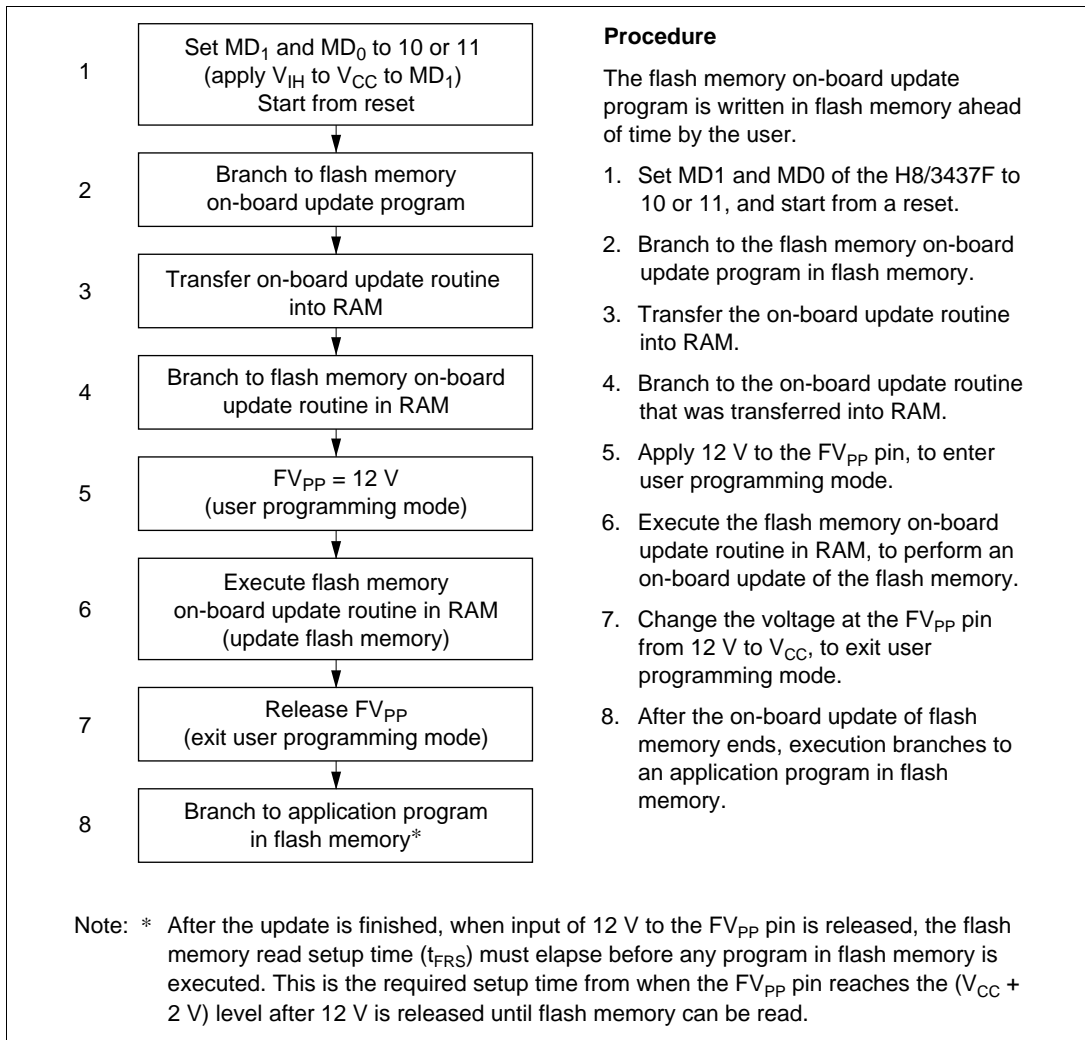 1
Set MD1 and MD0 to 10 or 11
(apply VIH to VCC to MD1)
Start from reset
2
Branch to flash memory
on-board update program
3
Transfer on-board update routine
into RAM
4
Branch to flash memory on-board
update routine in RAM
5
FVPP = 12 V
(user programming mode)
6
Execute flash memory
on-board update routine in RAM
(update flash memory)
7
Release FVPP
(exit user programming mode)
8
Branch to application program
in flash memory*
Procedure
The flash memory on-board update
program is written in flash memory ahead
of time by the user.
1. Set MD1 and MD0 of the H8/3437F to
10 or 11, and start from a reset.
2. Branch to the flash memory on-board
update program in flash memory.
3. Transfer the on-board update routine
into RAM.
4. Branch to the on-board update routine
that was transferred into RAM.
5. Apply 12 V to the FVPP pin, to enter
user programming mode.
6. Execute the flash memory on-board
update routine in RAM, to perform an
on-board update of the flash memory.
7. Change the voltage at the FVPP pin
from 12 V to VCC, to exit user
programming mode.
8. After the on-board update of flash
memory ends, execution branches to
an application program in flash
memory.
Note: * After the update is finished, when input of 12 V to the FVPP pin is released, the flash
memory read setup time (tFRS) must elapse before any program in flash memory is
executed. This is the required setup time from when the FVPP pin reaches the (VCC +
2 V) level after 12 V is released until flash memory can be read.